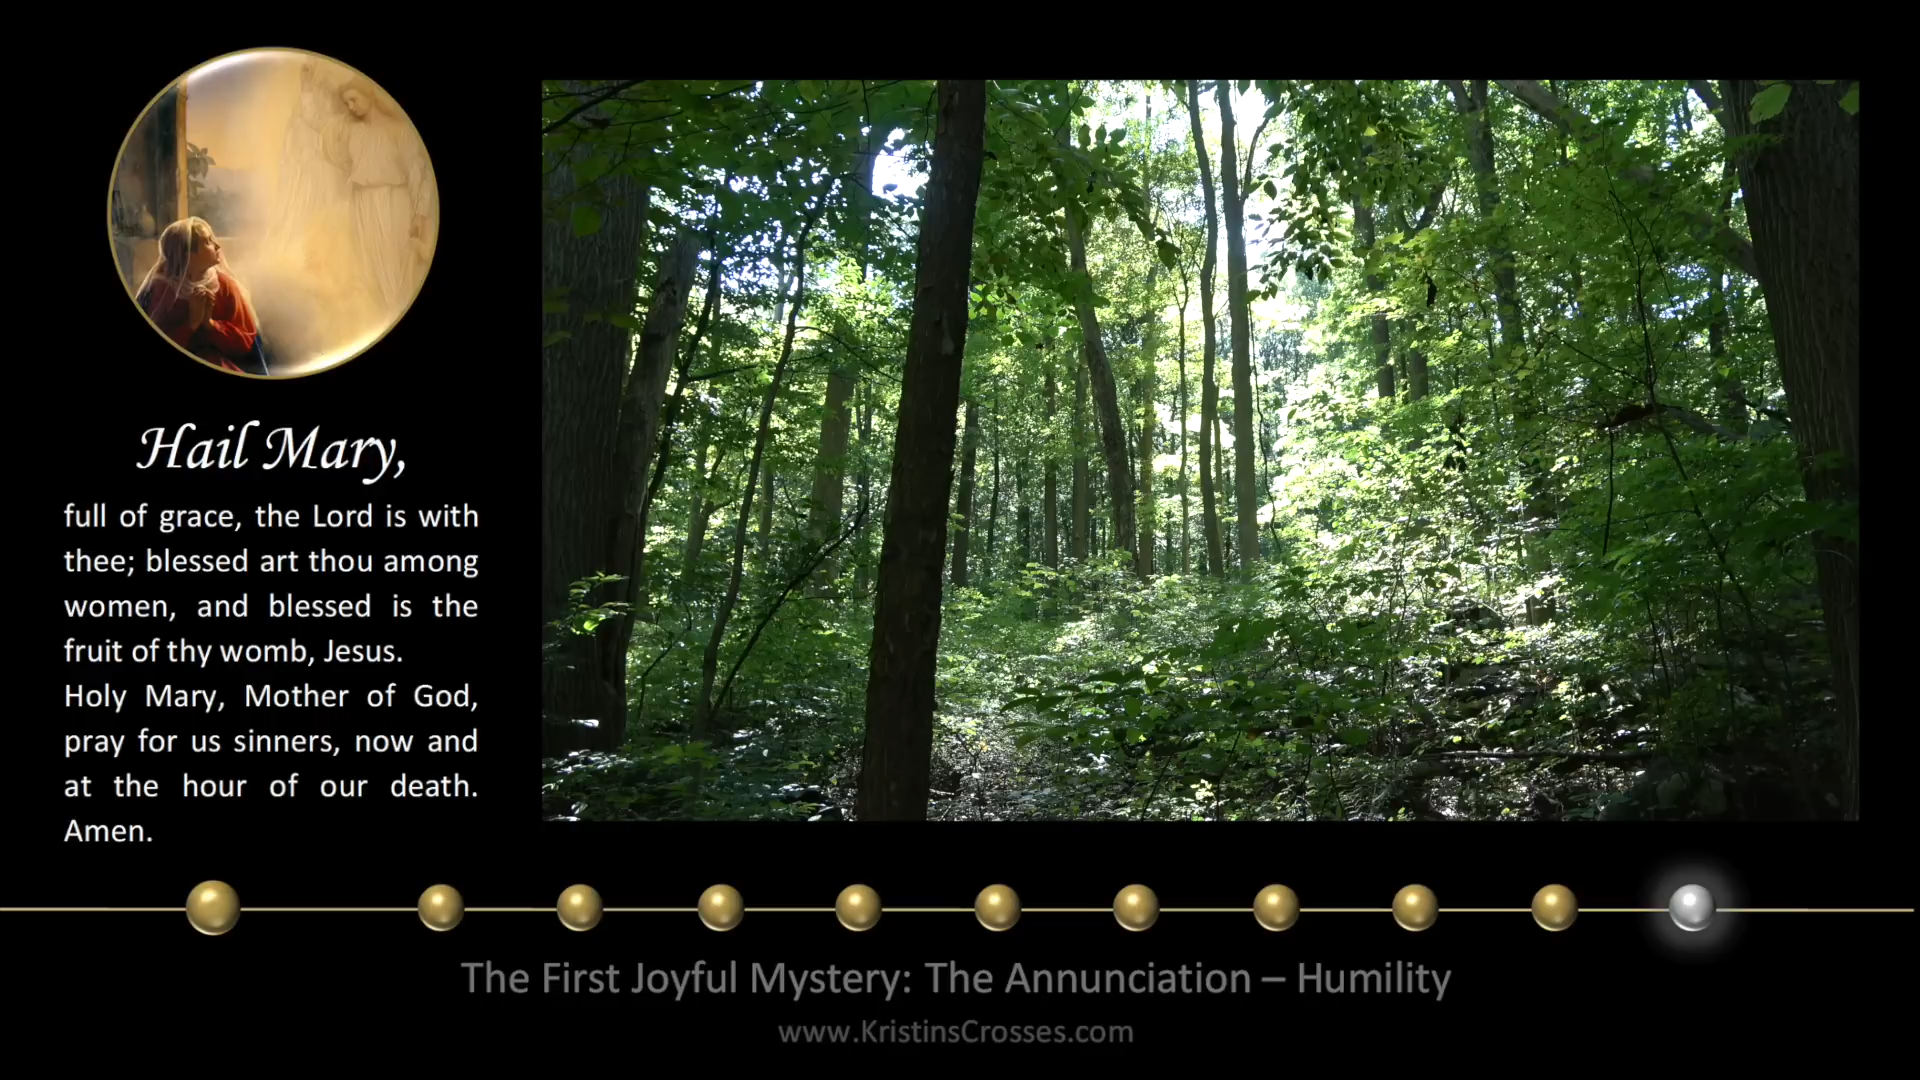 Hail Mary,
full of grace, the Lord is with
thee; blessed art thou among
women, and blessed is the
fruit of thy womb, Jesus.
Holy Mary, Mother of God,
pray for us sinners, now and
at the hour of our death.
Amen.
The First Joyful Mystery: The Annunciation – Humility
www.KristinsCrosses.com